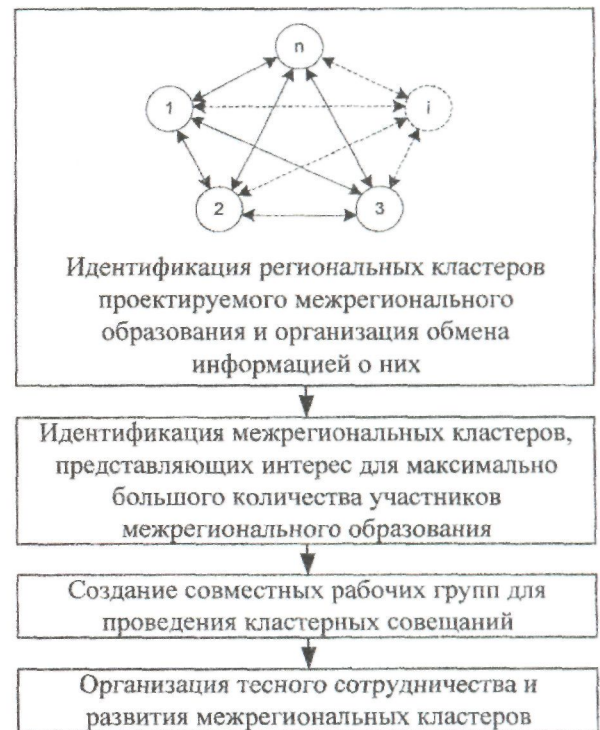 n
1
i
2
3
Идентификация региональных кластеров
проектируемого межрегионального
образования и организация обмена
информацией о них
Идентификация межрегиональных кластеров,
представляющих интерес для максимально
большого количества участников
межрегионального образования
Создание совместных рабочих групп для
проведения кластерных совещаний
Организация тесного сотрудничества и
развития межрегиональных кластеров